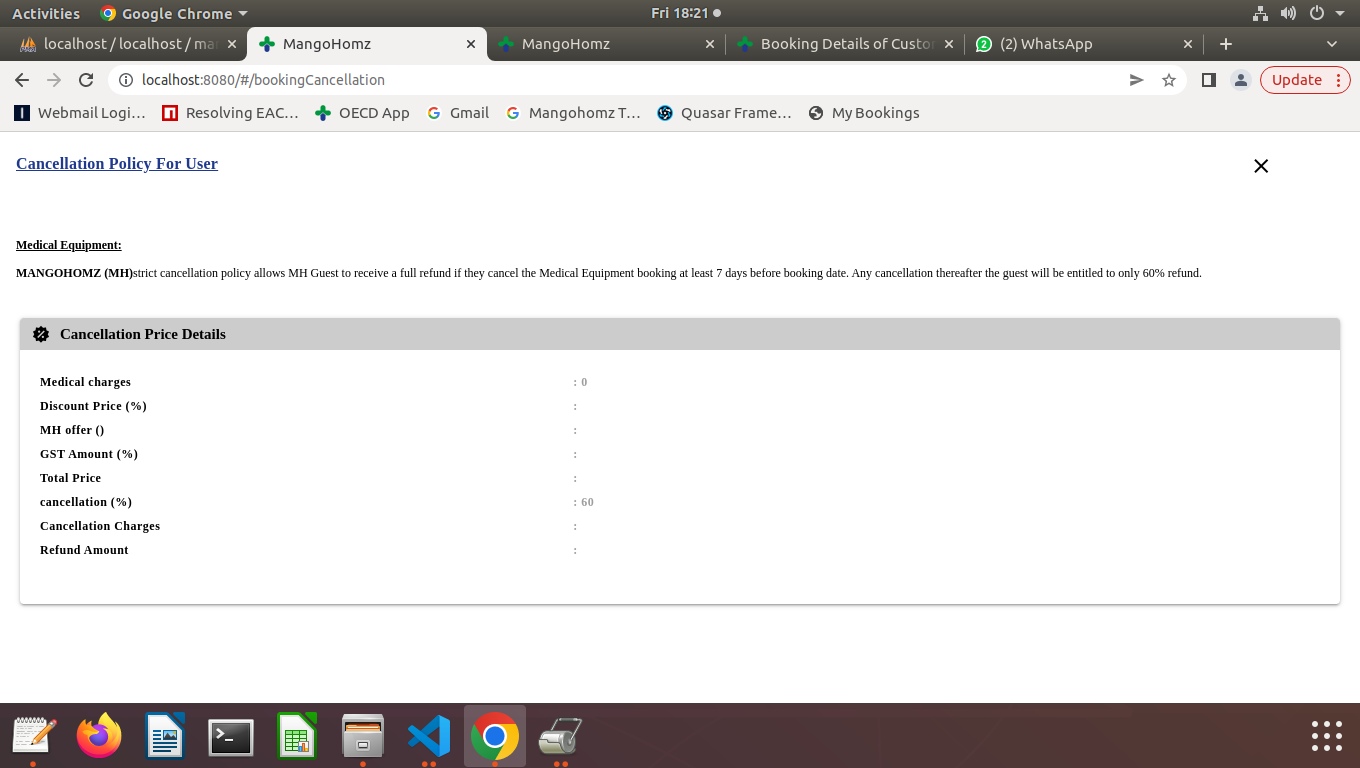 Activities
Google Chrome
Fri 18:21
localhost / localhost / mar
MangoHomz
MangoHomz
Booking Details of Custo
(2) WhatsApp
localhost:8080/#/bookingCancellation
Update
Webmail Logi…
Resolving EAC…
OECD App
Gmail
Mangohomz T…
Quasar Frame…
My Bookings
Cancellation Policy For User
Medical Equipment:
MANGOHOMZ (MH)strict cancellation policy allows MH Guest to receive a full refund if they cancel the Medical Equipment booking at least 7 days before booking date. Any cancellation thereafter the guest will be entitled to only 60% refund.
Cancellation Price Details
Medical charges : 0
Discount Price (%) :
MH offer () :
GST Amount (%) :
Total Price :
cancellation (%) : 60
Cancellation Charges :
Refund Amount :